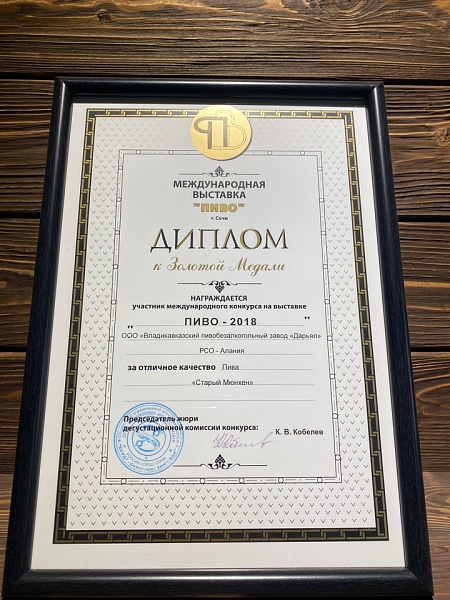 ПВ
МЕЖДУНАРОДНАЯ
ВЫСТАВКА
"ПИВО"
г. Сочи
ДИПЛОМ
к Золотой Медали
НАГРАЖДАЕТСЯ
участник международного конкурса на выставке
„ ПИВО - 2018 "
ООО «Владикавказский пивобезалкогольный завод «Дарьял»
РСО - Алания
за отличное качество Пива
«Старый Мюнхен»
Председатель жюри
дегустационной комиссии конкурса:
К. В. Кобелев